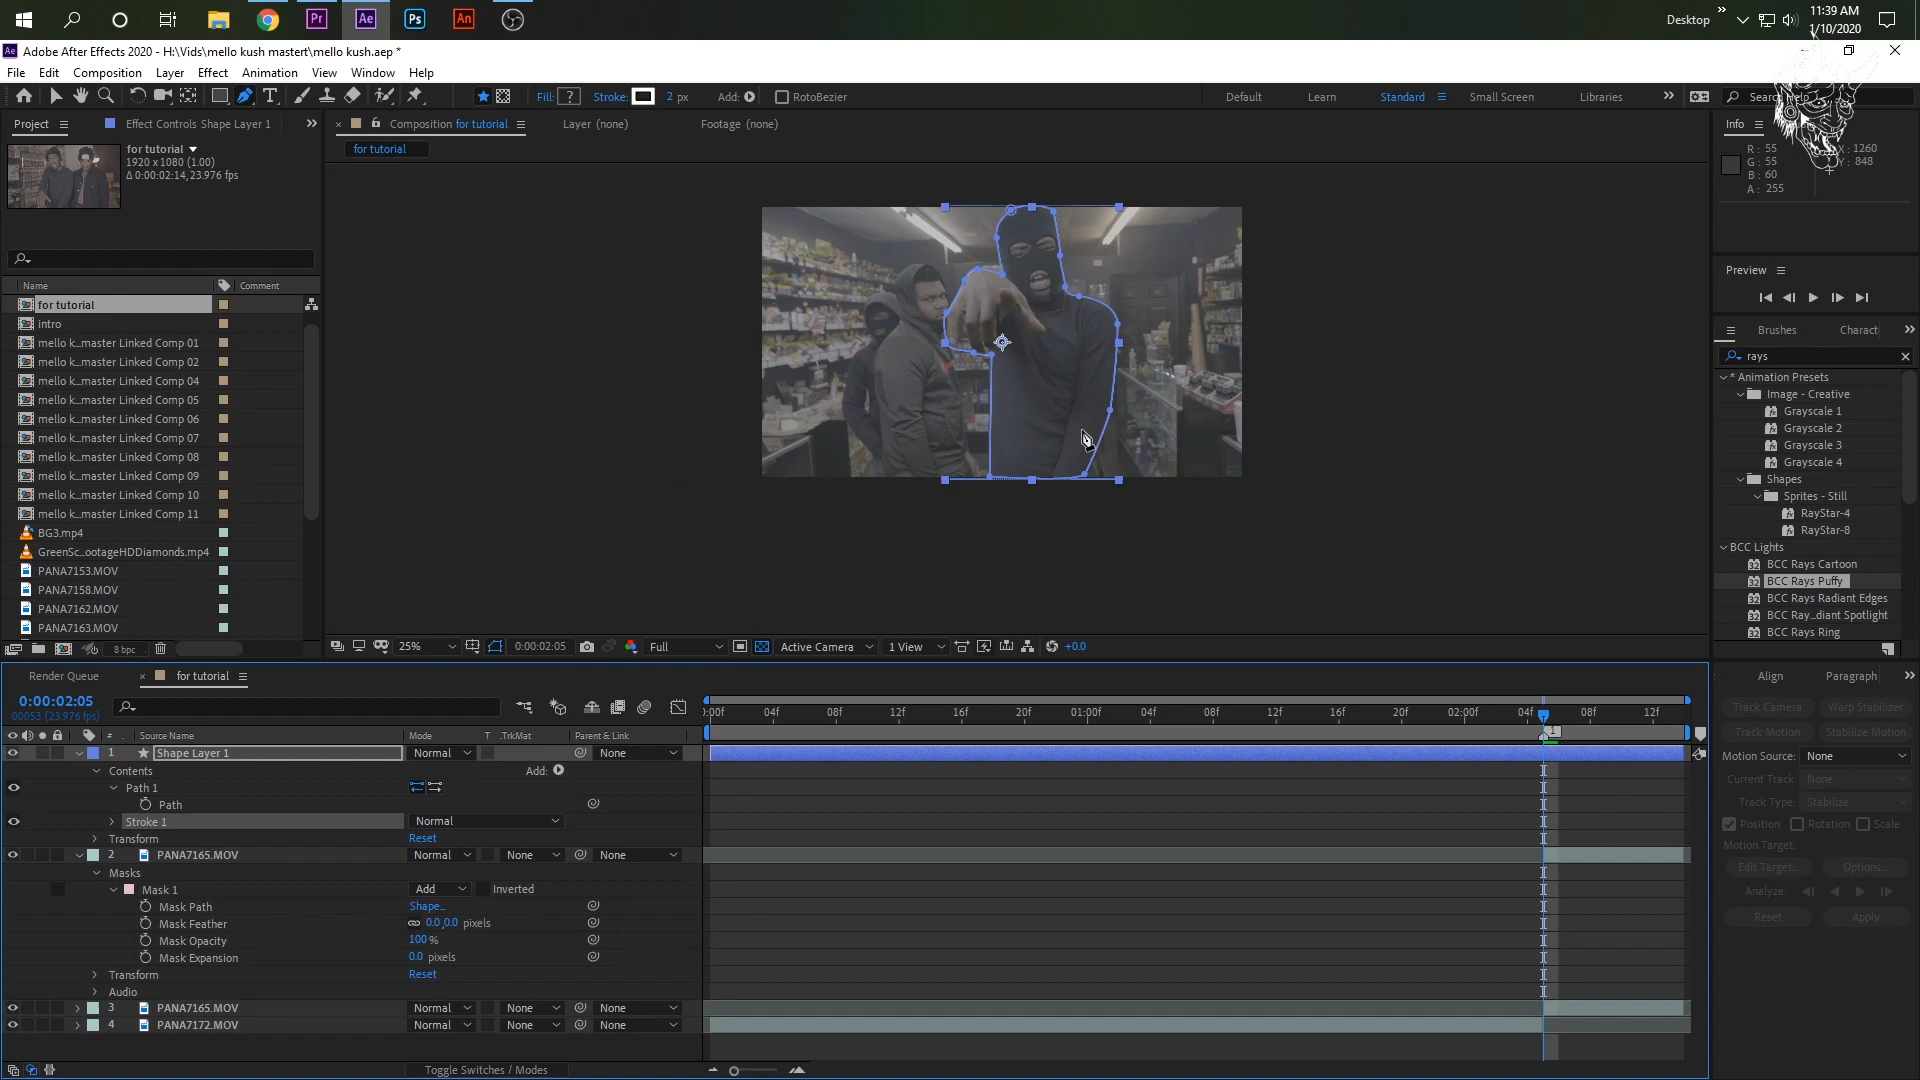 Desktop
11:39 AM
1/10/2020
Adobe After Effects 2020 - H:\Vids\mello kush mastert\mello kush.aep *
File Edit Composition Layer Effect Animation View Window Help
Fill: ? Stroke: 2 px Add: RotoBezier
Default Learn Standard Small Screen Libraries Search Help
Project Effect Controls Shape Layer 1
Composition for tutorial Layer (none) Footage (none)
for tutorial
Info
for tutorial
1920 x 1080 (1.00)
Δ 0:00:02:14, 23.976 fps
R: 55
G: 55
B: 60
A: 255
X: 1260
Y: 848
Preview
Name Comment
for tutorial
intro
mello k...master Linked Comp 01
mello k...master Linked Comp 02
mello k...master Linked Comp 04
mello k...master Linked Comp 05
mello k...master Linked Comp 06
mello k...master Linked Comp 07
mello k...master Linked Comp 08
mello k...master Linked Comp 09
mello k...master Linked Comp 10
mello k...master Linked Comp 11
BG3.mp4
GreenSc...ootageHDDiamonds.mp4
PANA7153.MOV
PANA7158.MOV
PANA7162.MOV
PANA7163.MOV
8 bpc
Brushes Charact
rays
* Animation Presets
Image - Creative
Grayscale 1
Grayscale 2
Grayscale 3
Grayscale 4
Shapes
Sprites - Still
RayStar-4
RayStar-8
BCC Lights
BCC Rays Cartoon
BCC Rays Puffy
BCC Rays Radiant Edges
BCC Ray...diant Spotlight
BCC Rays Ring
25% 0:00:02:05 Full Active Camera 1 View +0.0
Render Queue for tutorial
0:00:02:05
00053 (23.976 fps)
):00f 04f 08f 12f 16f 20f 01:00f 04f 08f 12f 16f 20f 02:00f 04f 08f 12f
# Source Name Mode T .TrkMat Parent & Link
1 Shape Layer 1 Normal None
Contents Add:
Path 1
Path
Stroke 1 Normal
Transform Reset
2 PANA7165.MOV Normal None None
Masks
Mask 1 Add Inverted
Mask Path Shape...
Mask Feather 0.0,0.0 pixels
Mask Opacity 100 %
Mask Expansion 0.0 pixels
Transform Reset
Audio
3 PANA7165.MOV Normal None None
4 PANA7172.MOV Normal None None
Toggle Switches / Modes
Align Paragraph
Track Camera Warp Stabilizer
Track Motion Stabilize Motion
Motion Source: None
Current Track: None
Track Type: Stabilize
Position Rotation Scale
Motion Target:
Edit Target... Options...
Analyze:
Reset Apply